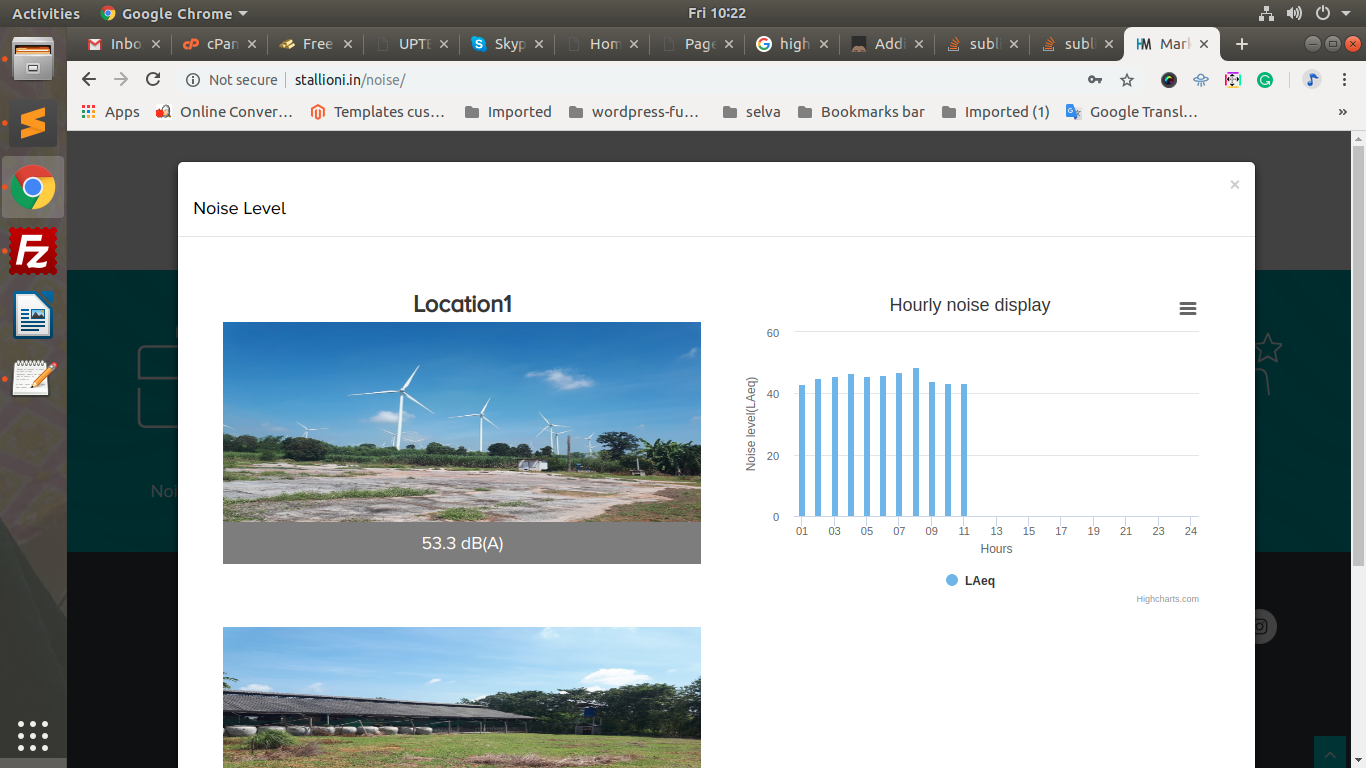 Activities
Google Chrome
Fri 10:22
Inbo
cPan
Free
UPTE
Skyp
Hom
Page
high
Addi
subli
subli
Mark
Not secure
stallioni.in/noise/
Apps
Online Conver…
Templates cus…
Imported
wordpress-fu…
selva
Bookmarks bar
Imported (1)
Google Transl…
»
×
Noise Level
Location1
53.3 dB(A)
Hourly noise display
60
40
20
0
Noise level(LAeq)
01 03 05 07 09 11 13 15 17 19 21 23 24
Hours
LAeq
Highcharts.com
Noi